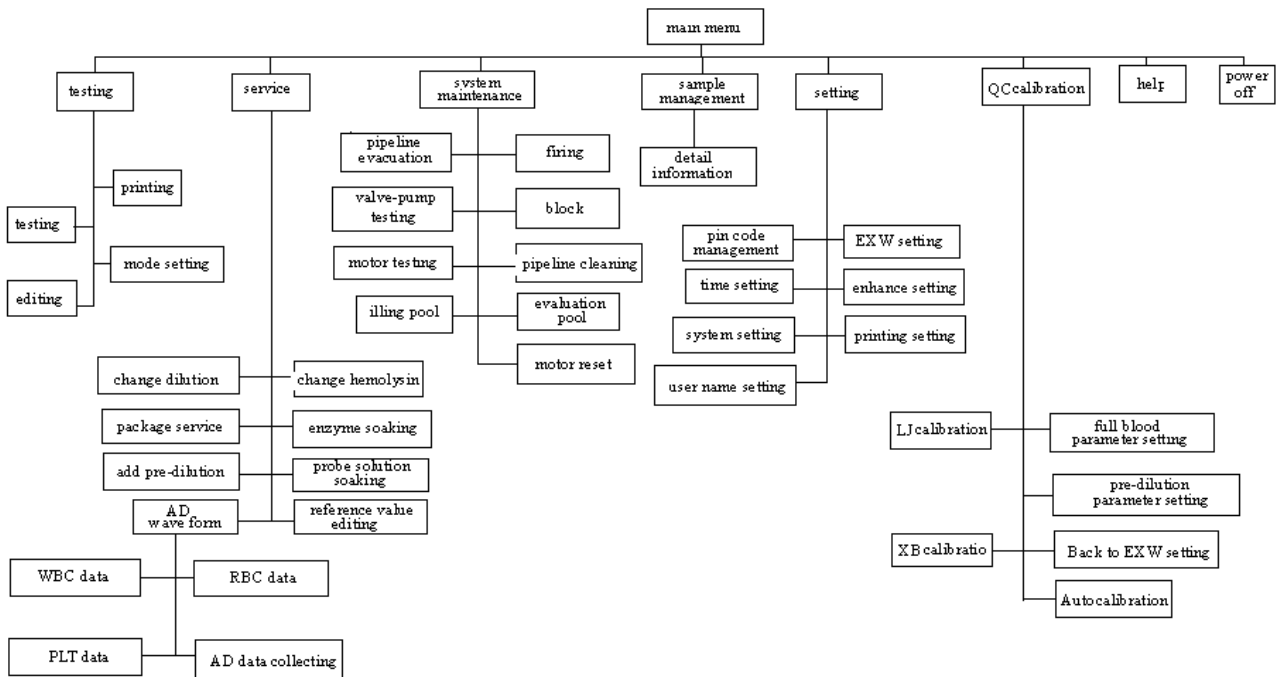 main menu
testing
service
system
maintenance
sample
management
setting
QCcalibration
help
power
off
pipeline
evacuation
firing
detail
information
printing
valve-pump
testing
block
testing
pin code
management
EXW setting
mode setting
motor testing
pipeline cleaning
time setting
enhance setting
editing
illing pool
evaluation
pool
system setting
printing setting
motor reset
user name setting
change dilution
change hemolysin
package service
enzyme soaking
LJcalibration
full blood
parameter setting
add pre-dilution
probe solution
soaking
pre-dilution
parameter setting
AD
wave form
reference value
editing
XBcalibratio
Back to EXW setting
WBC data
RBC data
Autocalibration
PLT data
AD data collecting